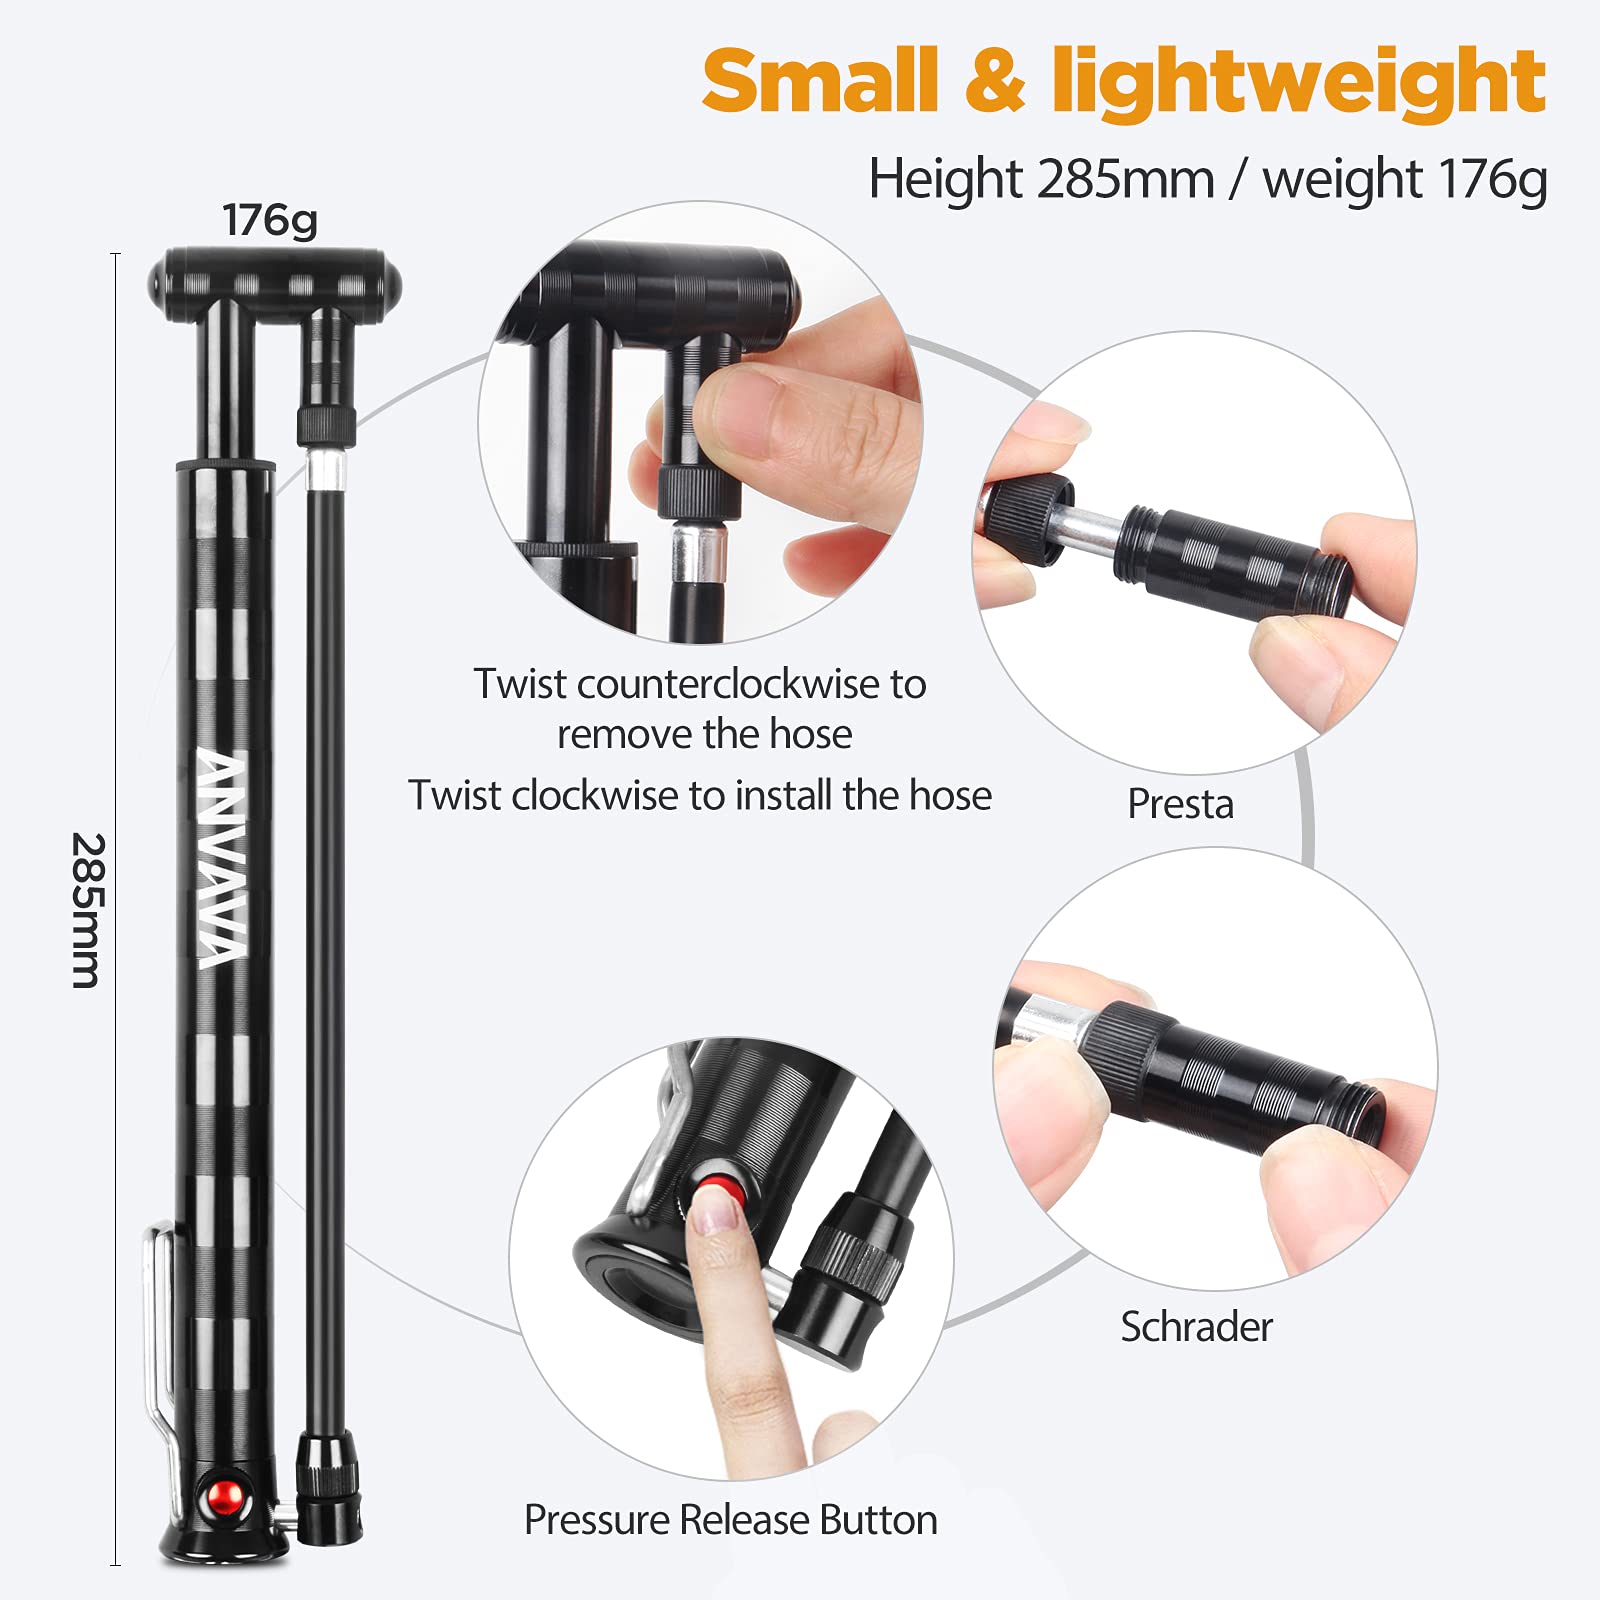 Small & lightweight
Height 285mm / weight 176g
176g
285mm
ANVAVA
Twist counterclockwise to
remove the hose
Twist clockwise to install the hose
Presta
Schrader
Pressure Release Button